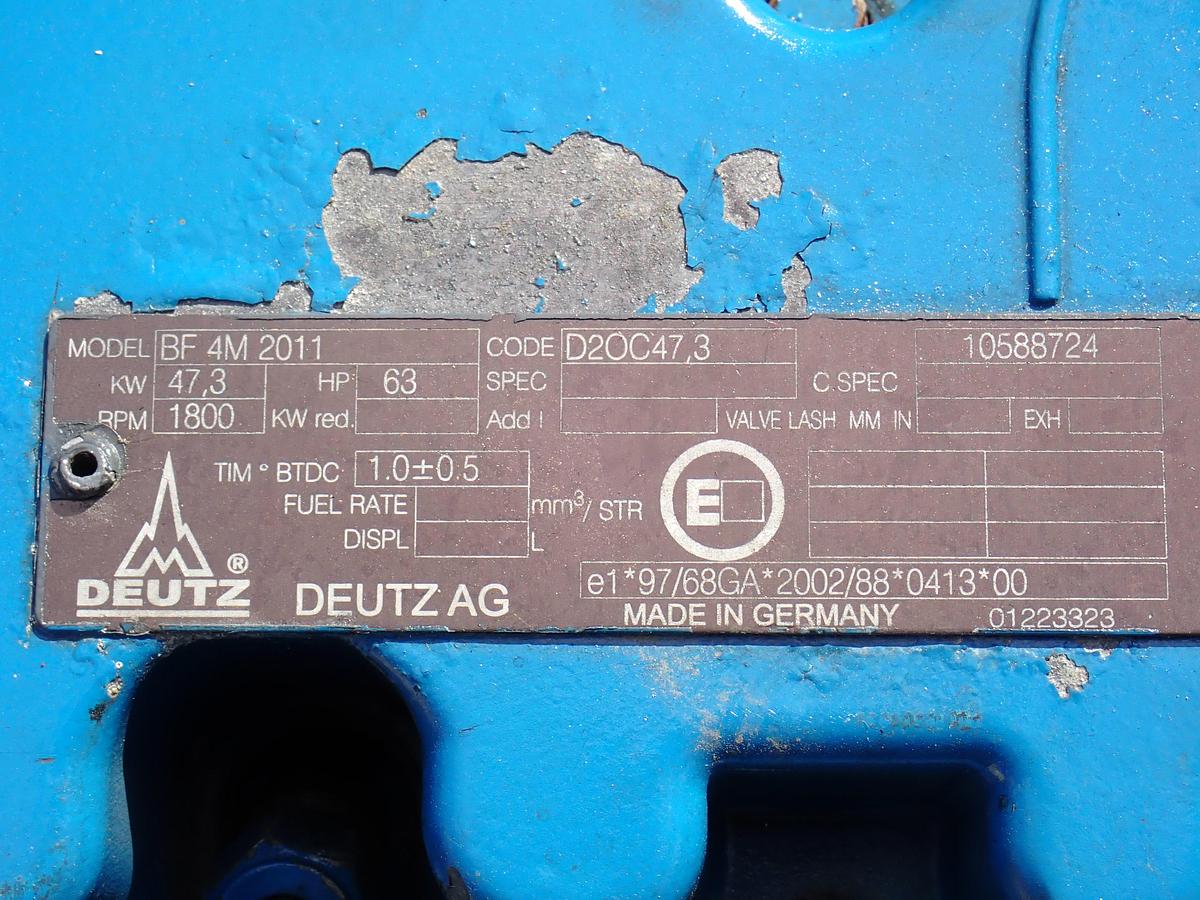 MODEL BF 4M 2011 CODE D2OC47,3 10588724
KW 47,3 HP 63 SPEC C.SPEC
RPM 1800 KW red. Add l VALVE LASH MM IN EXH
TIM ° BTDC 1.0±0.5
FUEL RATE mm³/ STR
E
DISPL L
DEUTZ ®
DEUTZ AG
e1*97/68GA*2002/88*0413*00
MADE IN GERMANY 01223323